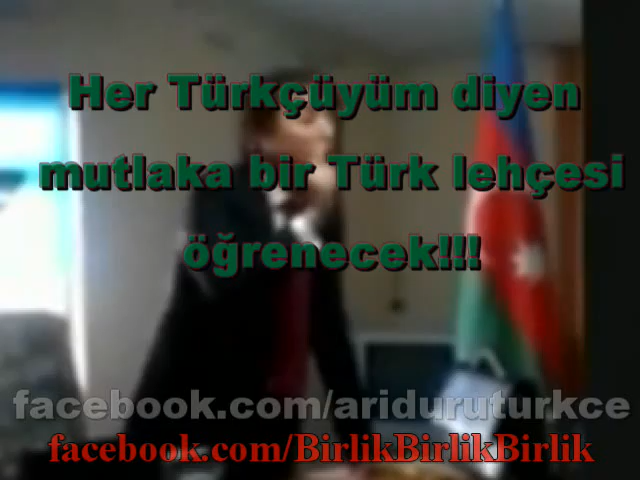 Her Türkçüyüm diyen
mutlaka bir Türk lehçesi
öğrenecek!!!
facebook.com/ariduruturkce
facebook.com/BirlikBirlikBirlik